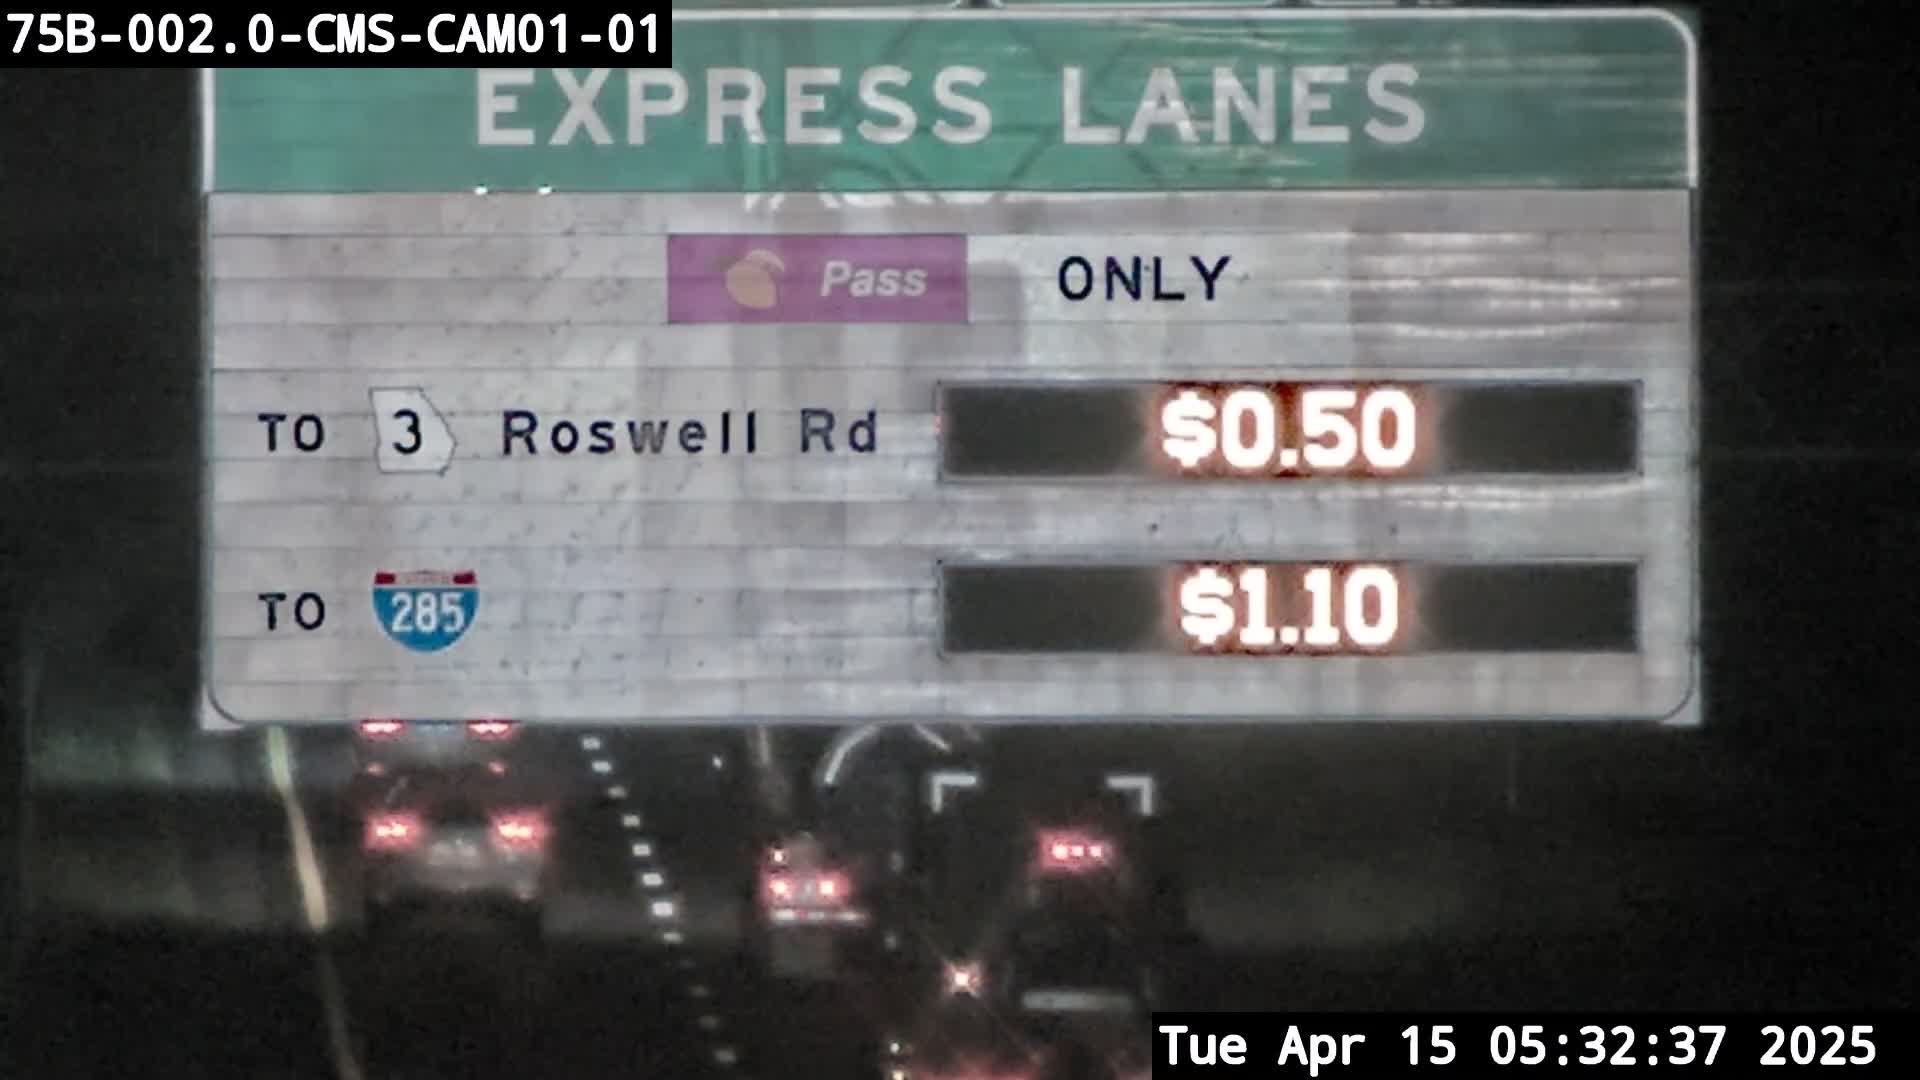 75B-002.0-CMS-CAM01-01
EXPRESS LANES
Pass ONLY
TO 3 Roswell Rd $0.50
TO 285 $1.10
Tue Apr 15 05:32:37 2025